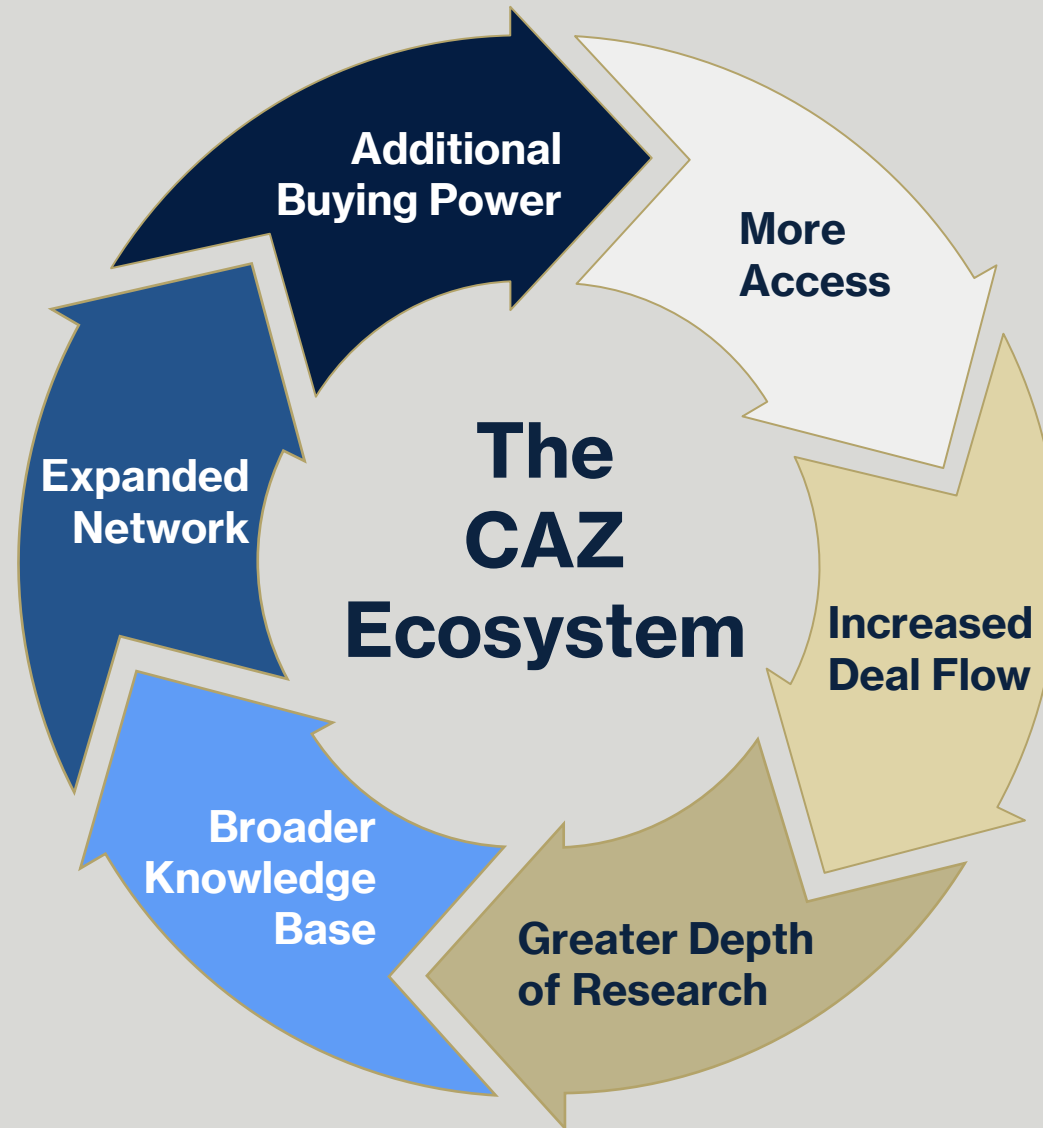 Additional
Buying Power
More
Access
Increased
Deal Flow
Greater Depth
of Research
Broader
Knowledge
Base
Expanded
Network
The
CAZ
Ecosystem